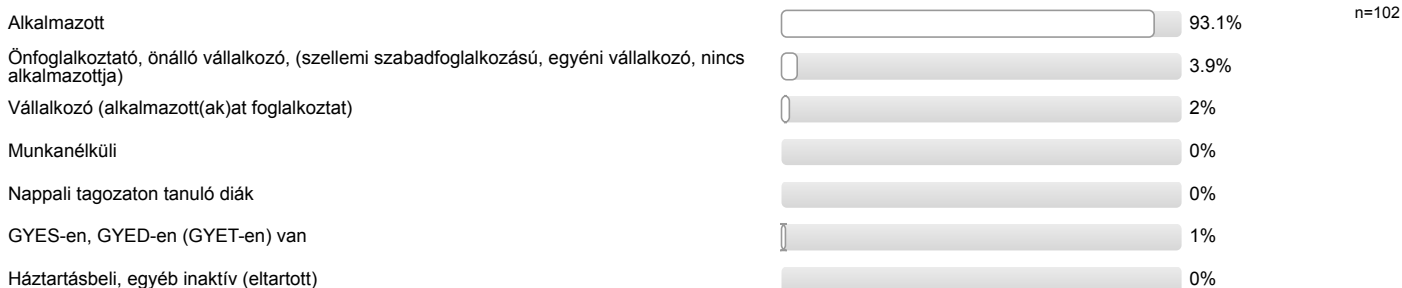 Alkalmazott 93.1% n=102
Önfoglalkoztató, önálló vállalkozó, (szellemi szabadfoglalkozású, egyéni vállalkozó, nincs
alkalmazottja) 3.9%
Vállalkozó (alkalmazott(ak)at foglalkoztat) 2%
Munkanélküli 0%
Nappali tagozaton tanuló diák 0%
GYES-en, GYED-en (GYET-en) van 1%
Háztartásbeli, egyéb inaktív (eltartott) 0%